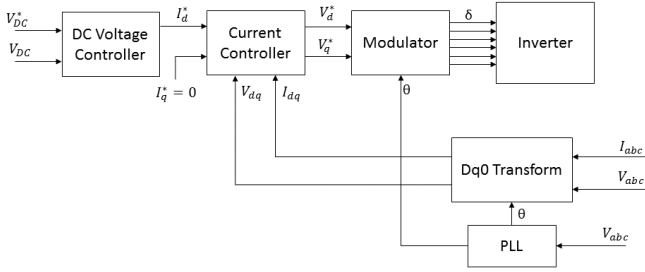 V*DC
VDC
DC Voltage
Controller
I*d
I*q = 0
Current
Controller
V*d
V*q
Vdq
Idq
Modulator
θ
δ
Inverter
Dq0 Transform
Iabc
Vabc
θ
PLL
Vabc